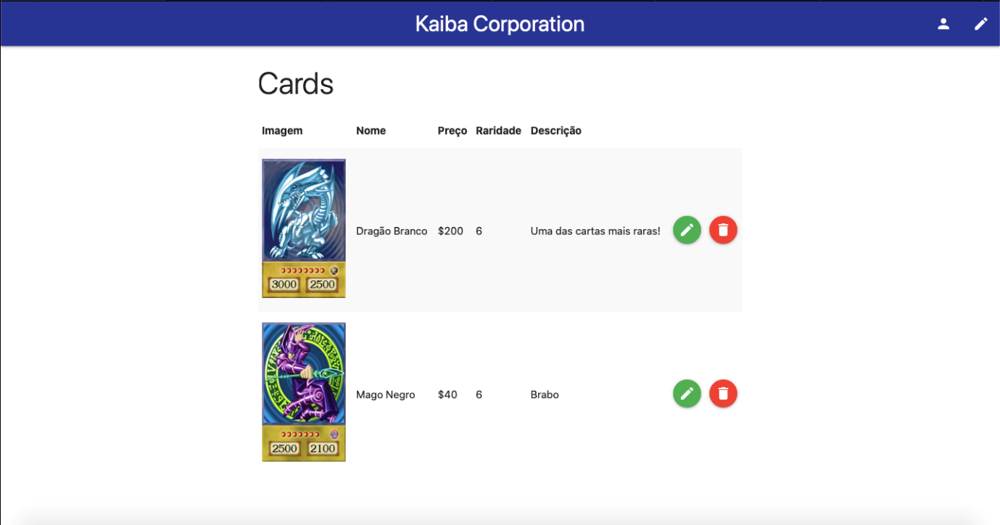 Kaiba Corporation
Cards
Imagem Nome Preço Raridade Descrição
Dragão Branco $200 6 Uma das cartas mais raras!
3000 2500
Mago Negro $40 6 Brabo
2500 2100